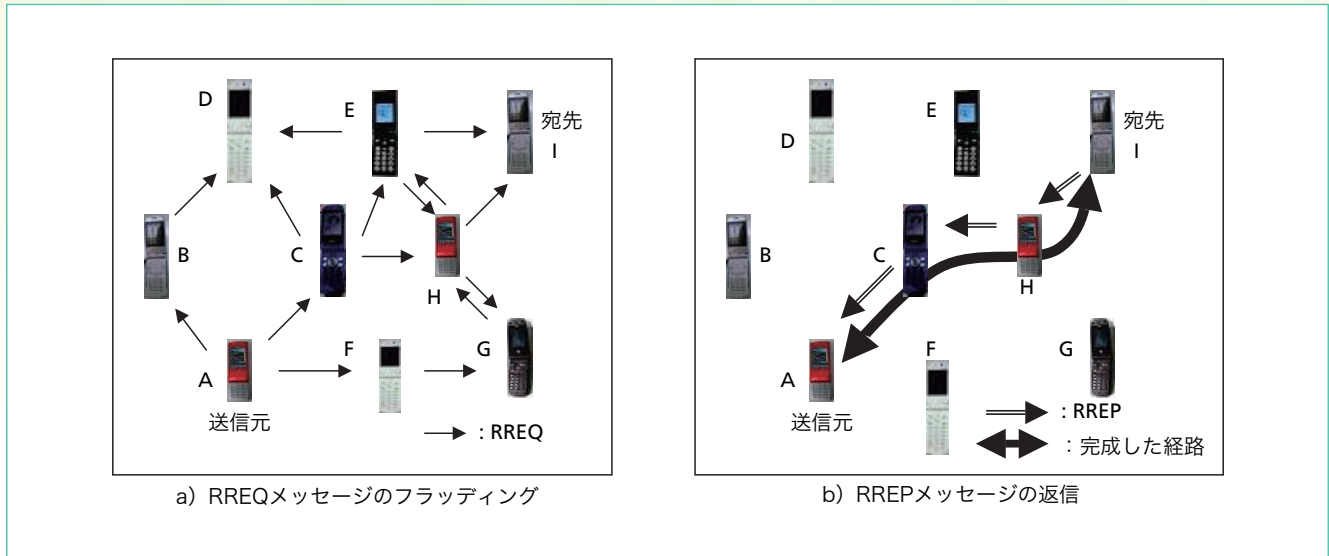 D
E
宛先
I
B
C
H
A
送信元
F
G
: RREQ
a）RREQメッセージのフラッディング
D
E
宛先
I
B
C
H
A
送信元
F
G
: RREP
：完成した経路
b）RREPメッセージの返信